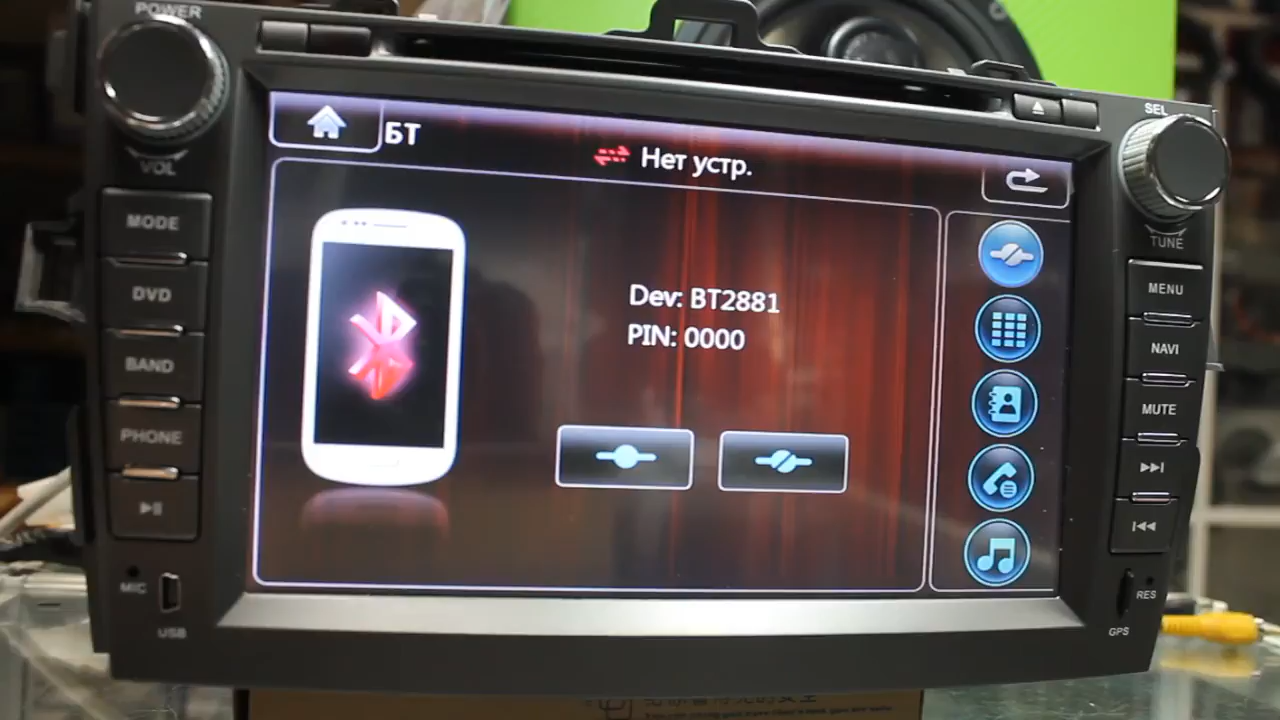 POWER
VOL
MODE
DVD
BAND
PHONE
MIC
USB
БТ
Нет устр.
Dev: BT2881
PIN: 0000
SEL
TUNE
MENU
NAVI
MUTE
RES
GPS